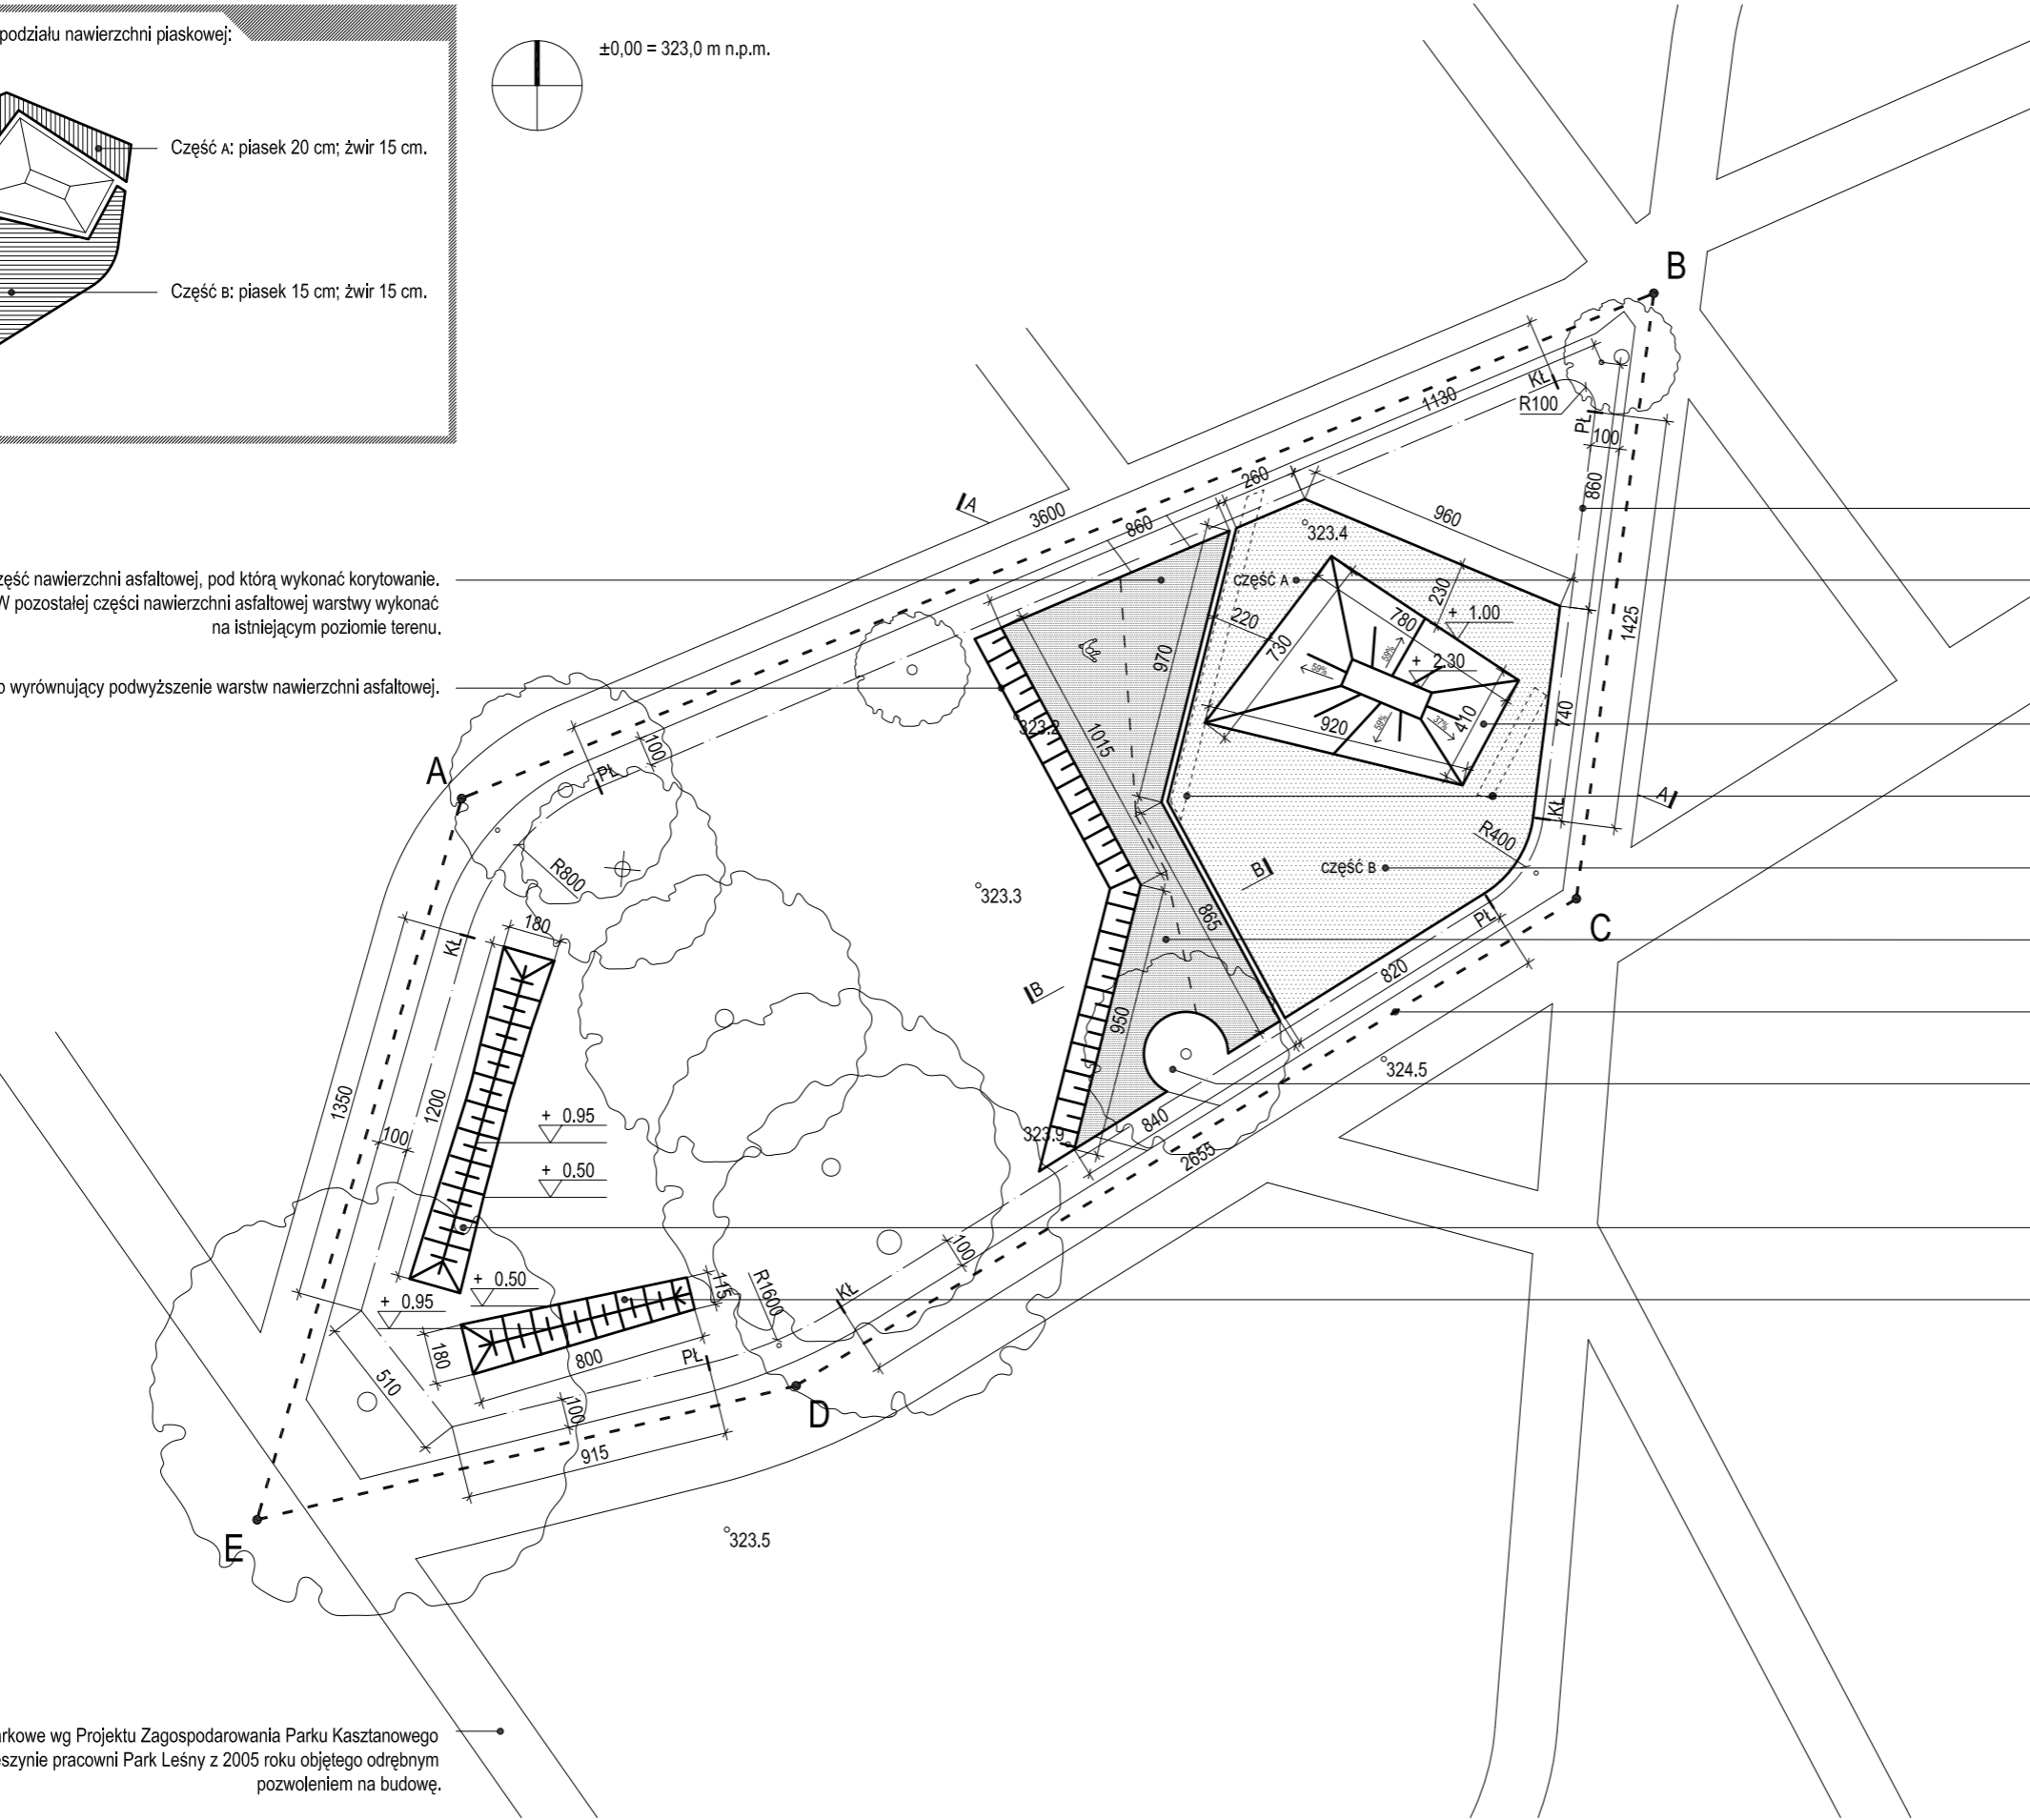 podziału nawierzchni piaskowej:
±0,00 = 323,0 m n.p.m.
Część A: piasek 20 cm; żwir 15 cm.
Część B: piasek 15 cm; żwir 15 cm.
B
KŁ
1130
R100
PŁ
100
860
260
A
3600
860
960
323.4
część nawierzchni asfaltowej, pod którą wykonać korytowanie.
W pozostałej części nawierzchni asfaltowej warstwy wykonać
na istniejącym poziomie terenu.
CZĘŚĆ A
230
220
780
+ 1.00
1425
730
970
59%
59%
+ 2.30
o wyrównujący podwyższenie warstw nawierzchni asfaltowej.
323.2
1015
920
59%
37%
410
740
A
PŁ
100
A
KŁ
R400
R800
323.3
B
CZĘŚĆ B
180
865
PŁ
C
KŁ
820
B
950
324.5
1350
1200
+ 0.95
100
323.9
840
2655
+ 0.50
100
+ 0.50
115
R1600
KŁ
+ 0.95
180
800
PŁ
510
100
D
915
E
323.5
arkowe wg Projektu Zagospodarowania Parku Kasztanowego
eszynie pracowni Park Leśny z 2005 roku objętego odrębnym
pozwoleniem na budowę.